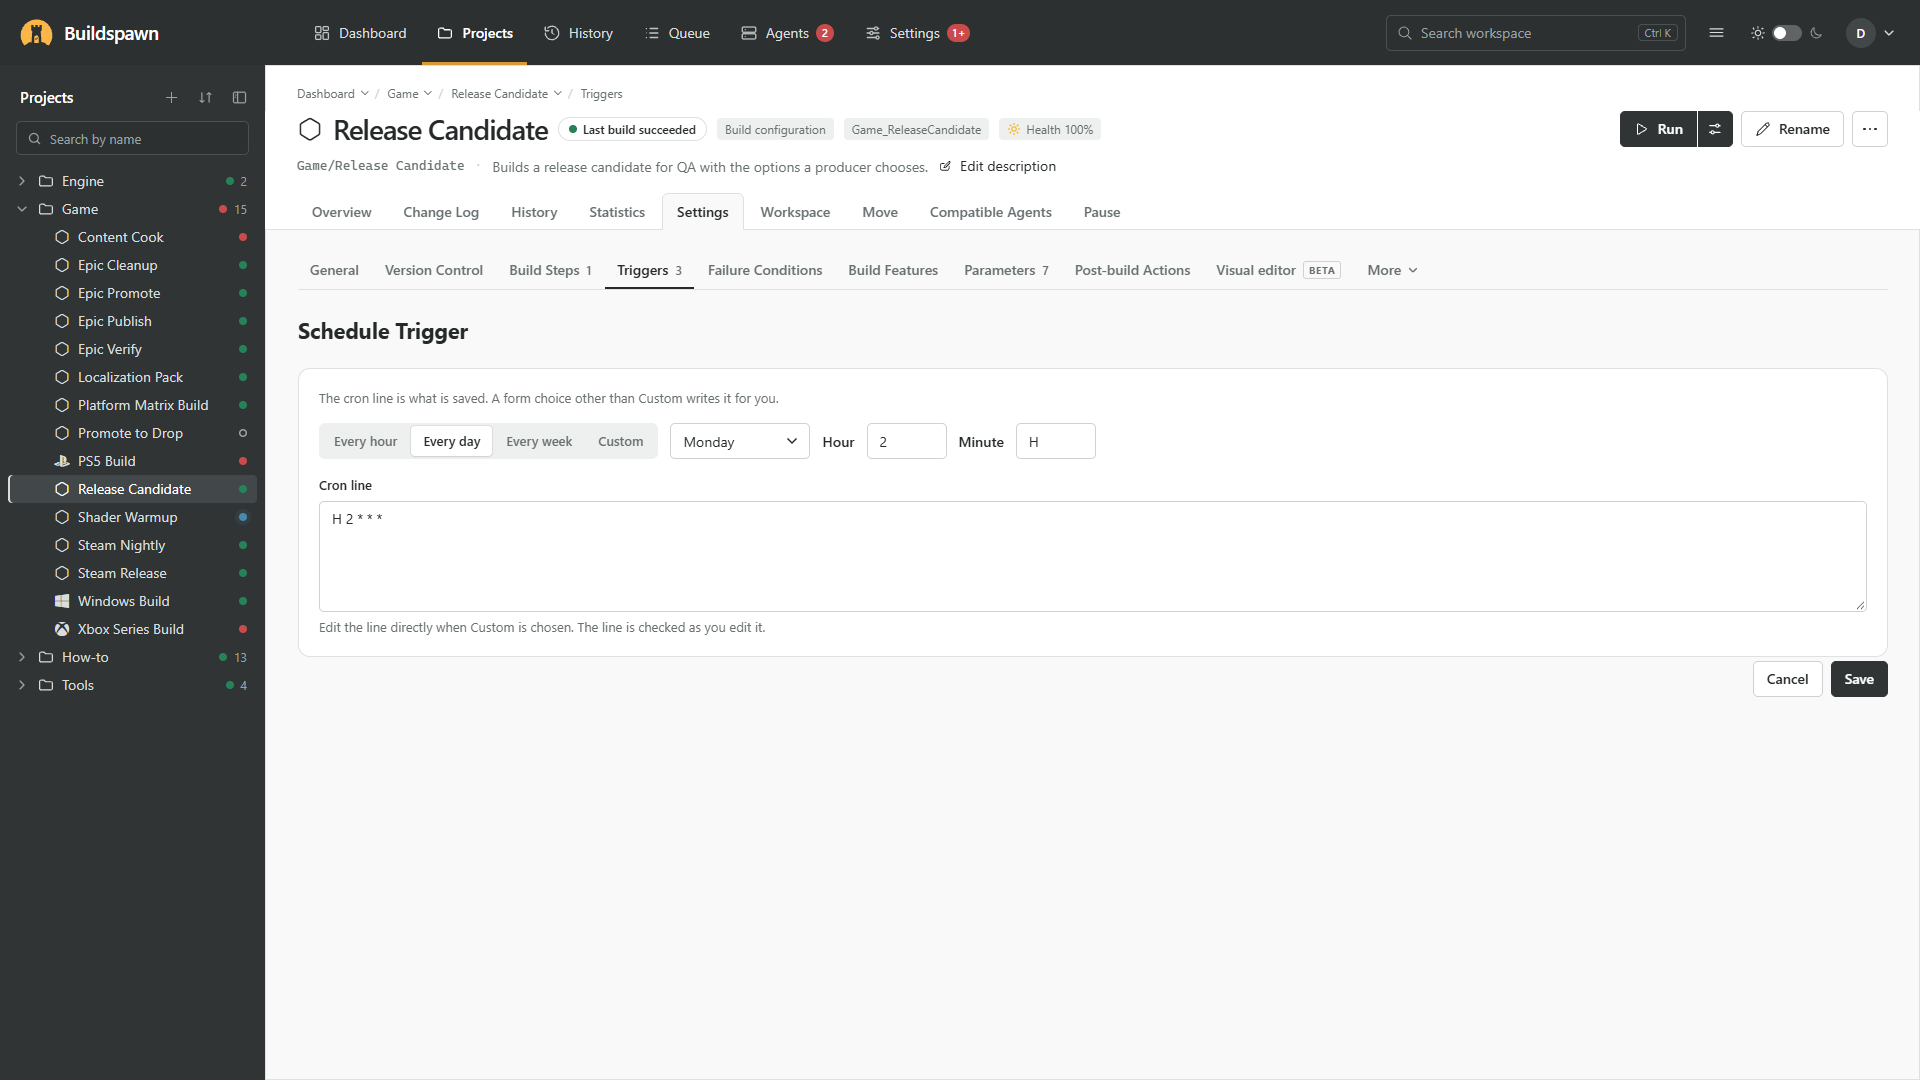 Buildspawn
Dashboard
Projects
History
Queue
Agents 2
Settings 1+
Search workspace Ctrl K
D
Projects
Search by name
Engine 2
Game 15
Content Cook
Epic Cleanup
Epic Promote
Epic Publish
Epic Verify
Localization Pack
Platform Matrix Build
Promote to Drop
PS5 Build
Release Candidate
Shader Warmup
Steam Nightly
Steam Release
Windows Build
Xbox Series Build
How-to 13
Tools 4
Dashboard / Game / Release Candidate / Triggers
Release Candidate Last build succeeded Build configuration Game_ReleaseCandidate Health 100%
Run Rename
Game/Release Candidate · Builds a release candidate for QA with the options a producer chooses. Edit description
Overview Change Log History Statistics Settings Workspace Move Compatible Agents Pause
General Version Control Build Steps 1 Triggers 3 Failure Conditions Build Features Parameters 7 Post-build Actions Visual editor BETA More
Schedule Trigger
The cron line is what is saved. A form choice other than Custom writes it for you.
Every hour Every day Every week Custom Monday Hour 2 Minute H
Cron line
H 2 * * *
Edit the line directly when Custom is chosen. The line is checked as you edit it.
Cancel Save